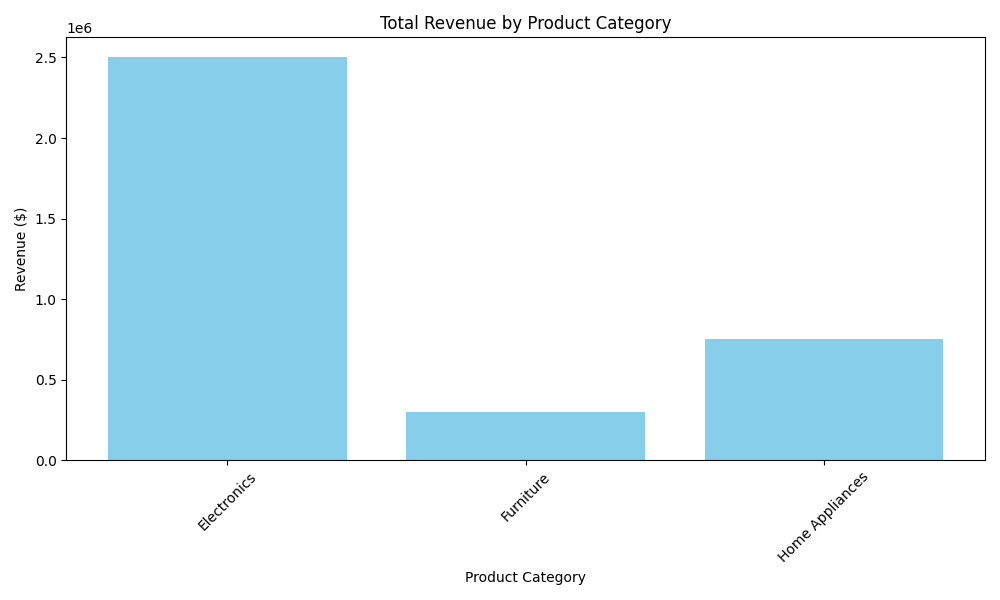 Total Revenue by Product Category
1e6
2.5
2.0
1.5
1.0
0.5
0.0
Revenue ($)
Electronics
Furniture
Home Appliances
Product Category